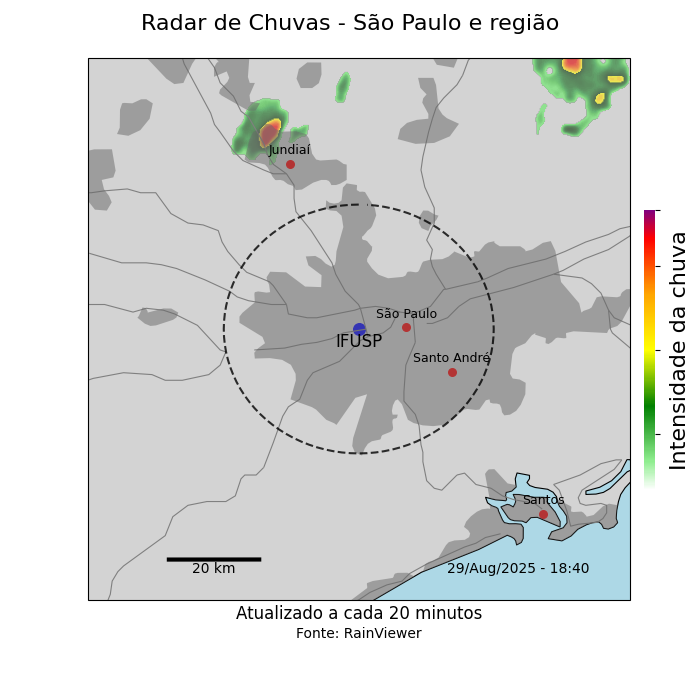 Radar de Chuvas - São Paulo e região
Jundiaí
São Paulo
IFUSP
Santo André
Intensidade da chuva
Santos
20 km
29/Aug/2025 - 18:40
Atualizado a cada 20 minutos
Fonte: RainViewer